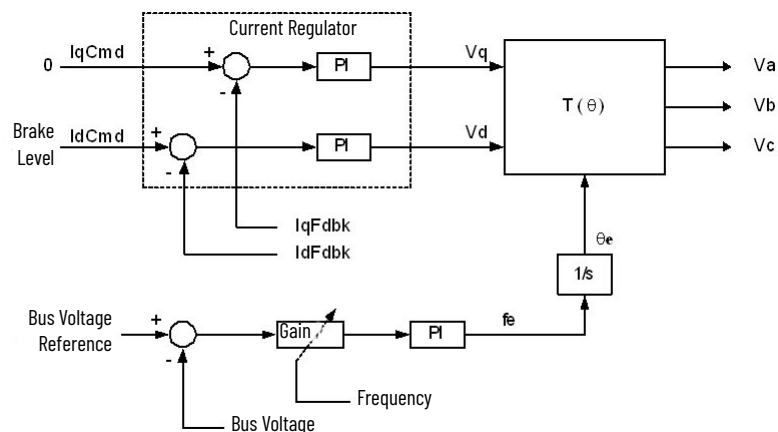 Current Regulator
0 IqCmd + - PI Vq
Brake Level IdCmd + - PI Vd
T(θ)
Va
Vb
Vc
IqFdbk
IdFdbk
θe
1/s
Bus Voltage Reference + - Gain PI fe
Frequency
Bus Voltage